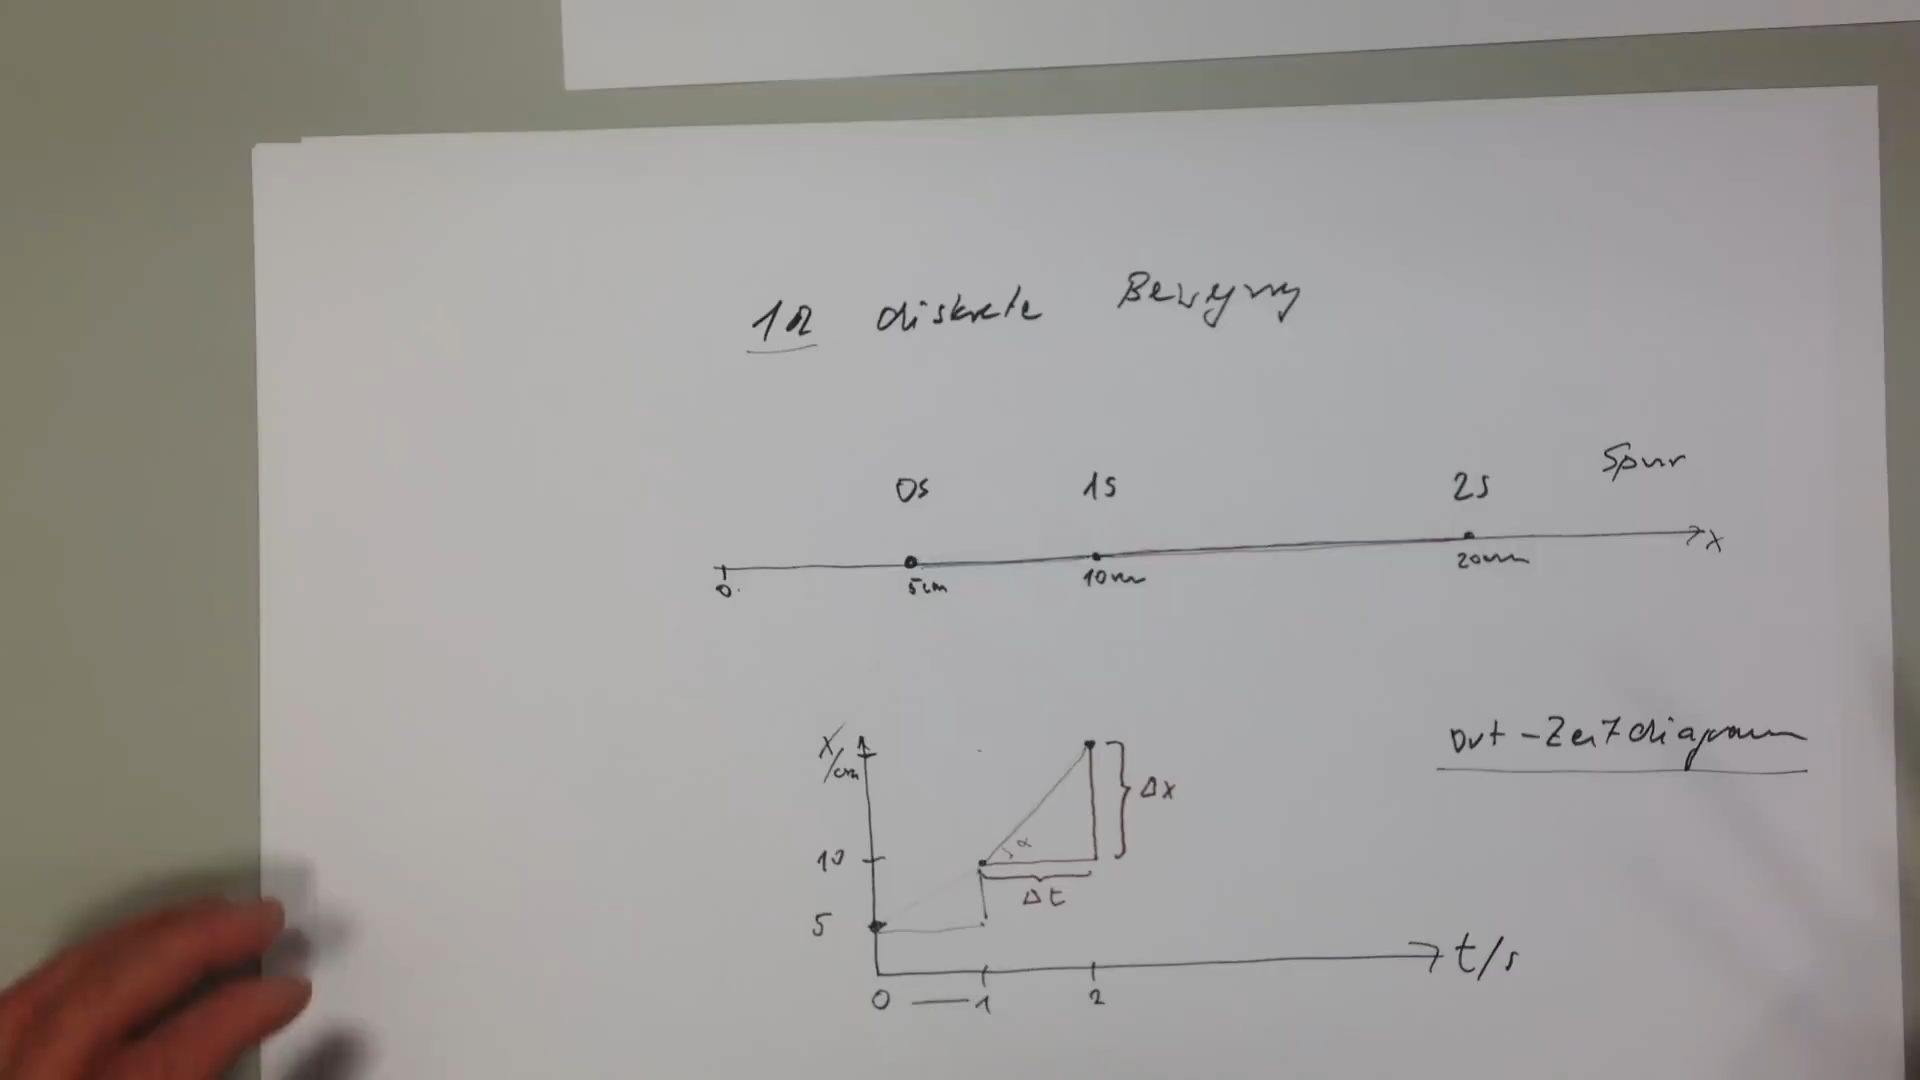 1D diskrete Bewegung
Spur
0s 1s 2s
x
0 5cm 10cm 20cm
Ort-Zeitdiagramm
x/cm
Δx
α
10
Δt
5
t/s
0 1 2